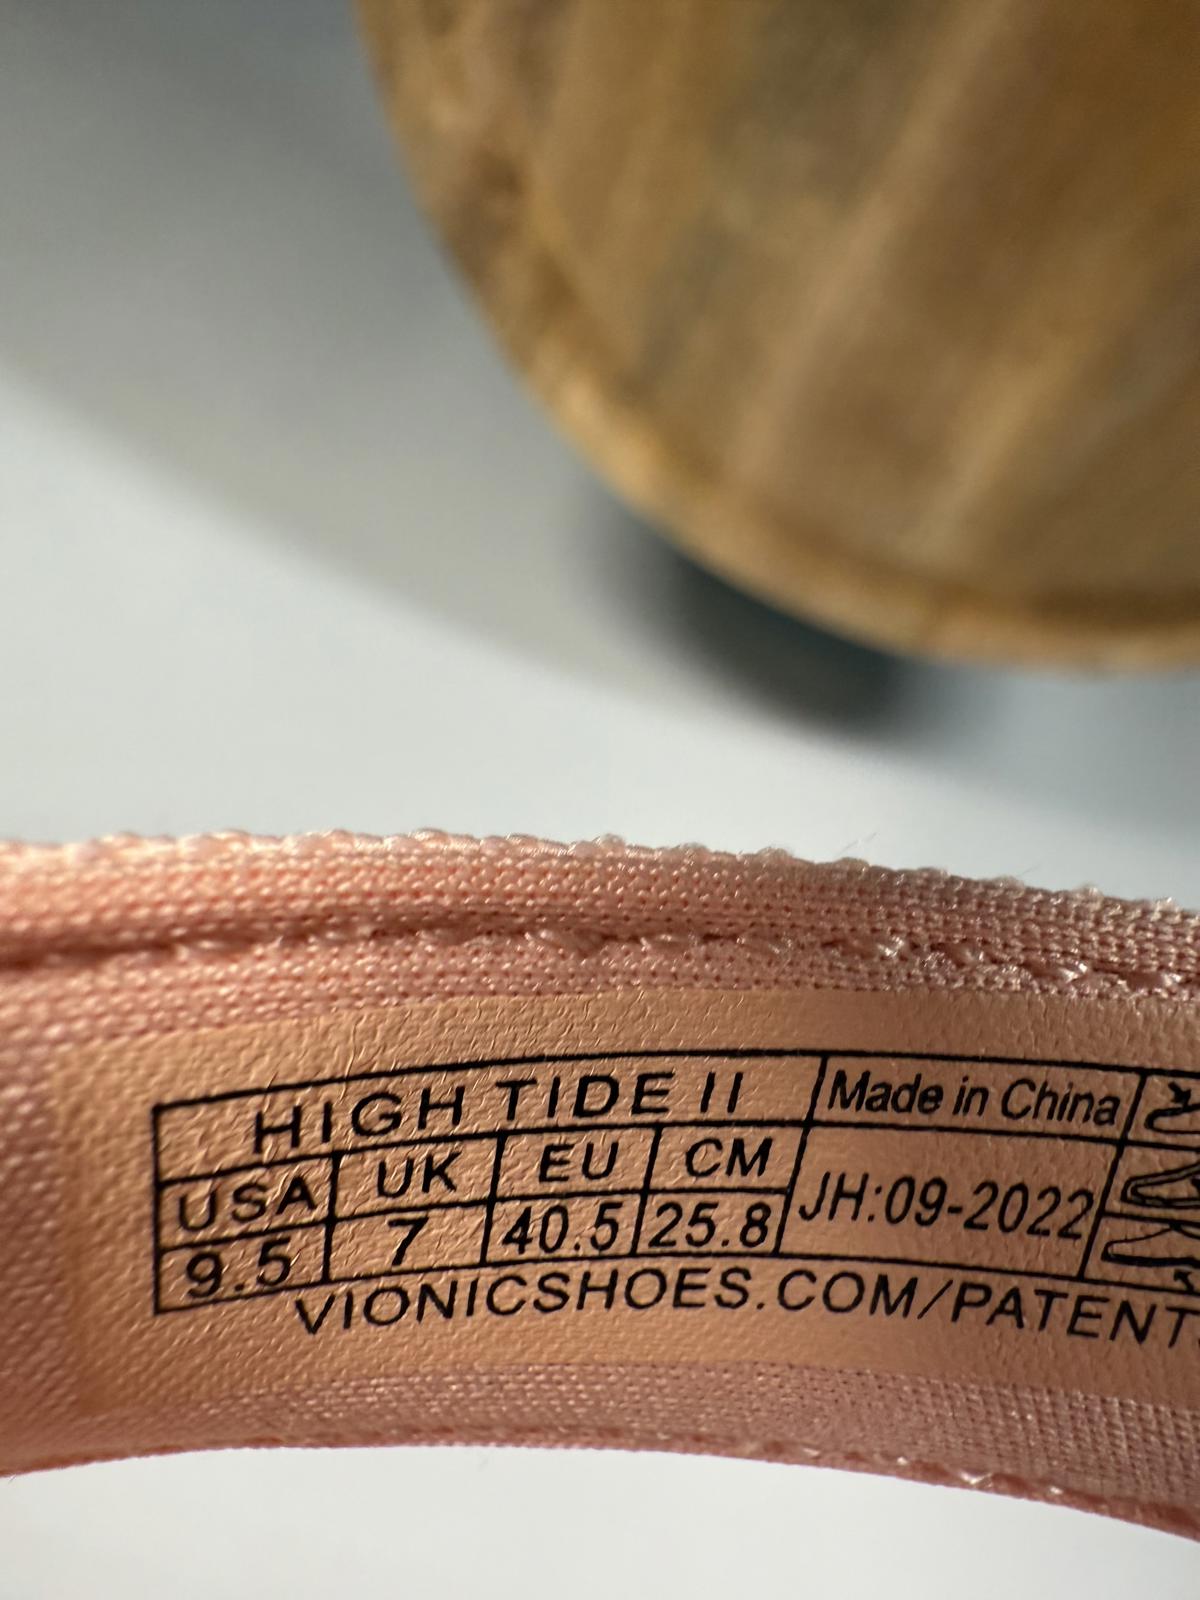 HIGH TIDE II Made in China
USA UK EU CM JH:09-2022
9.5 7 40.5 25.8
VIONICSHOES.COM/PATENT